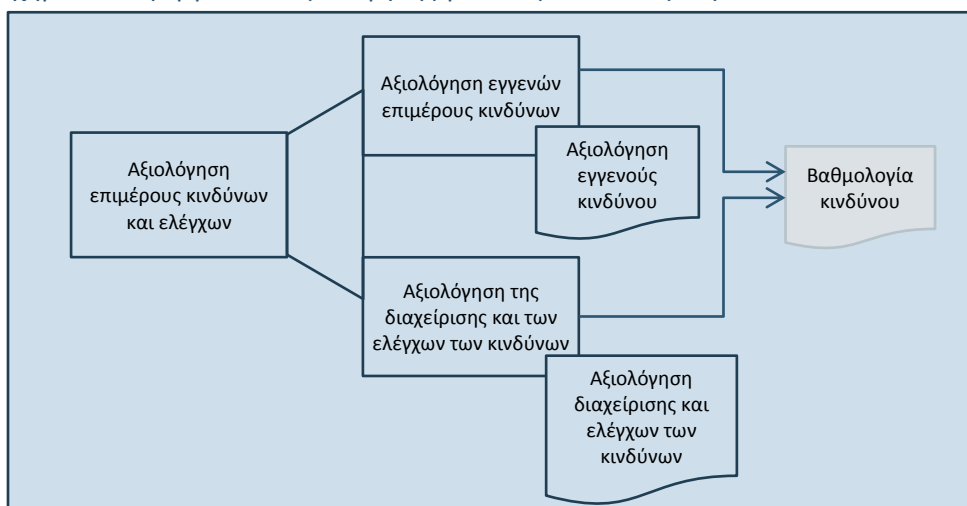 Αξιολόγηση
επιμέρους κινδύνων
και ελέγχων
Αξιολόγηση εγγενών
επιμέρους κινδύνων
Αξιολόγηση
εγγενούς
κινδύνου
Αξιολόγηση της
διαχείρισης και των
ελέγχων των κινδύνων
Αξιολόγηση
διαχείρισης και
ελέγχων των
κινδύνων
Βαθμολογία
κινδύνου